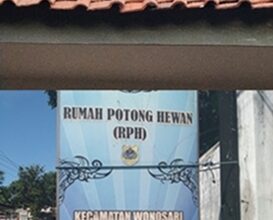 RUMAH POTONG HEWAN
(RPH)
KECAMATAN WONOSARI